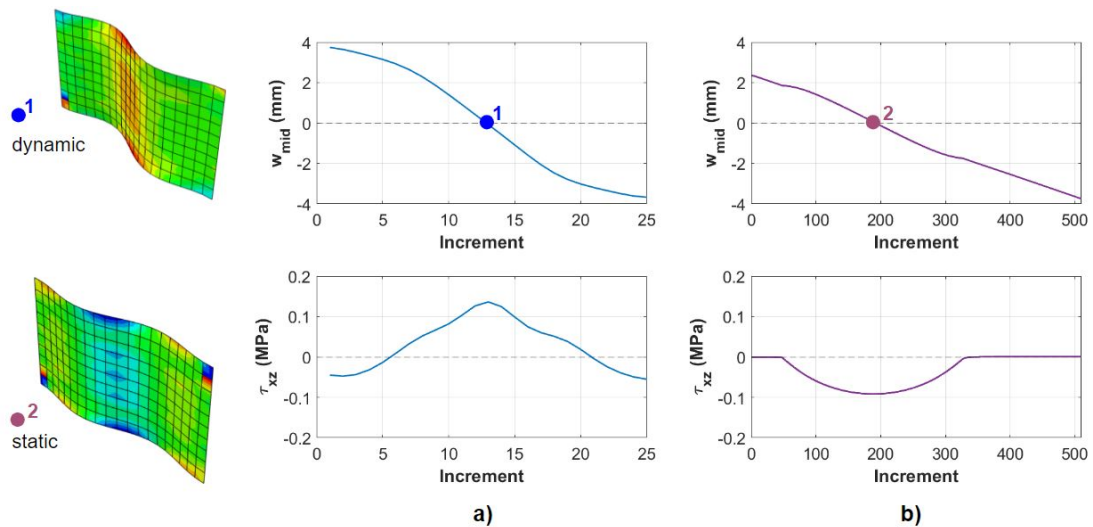 1
dynamic
2
static
4
2
0
-2
-4
w_mid (mm)
1
0 5 10 15 20 25
Increment
4
2
0
-2
-4
w_mid (mm)
2
0 100 200 300 400 500
Increment
0.2
0.1
0
-0.1
-0.2
τ_xz (MPa)
0 5 10 15 20 25
Increment
a)
0.2
0.1
0
-0.1
-0.2
τ_xz (MPa)
0 100 200 300 400 500
Increment
b)